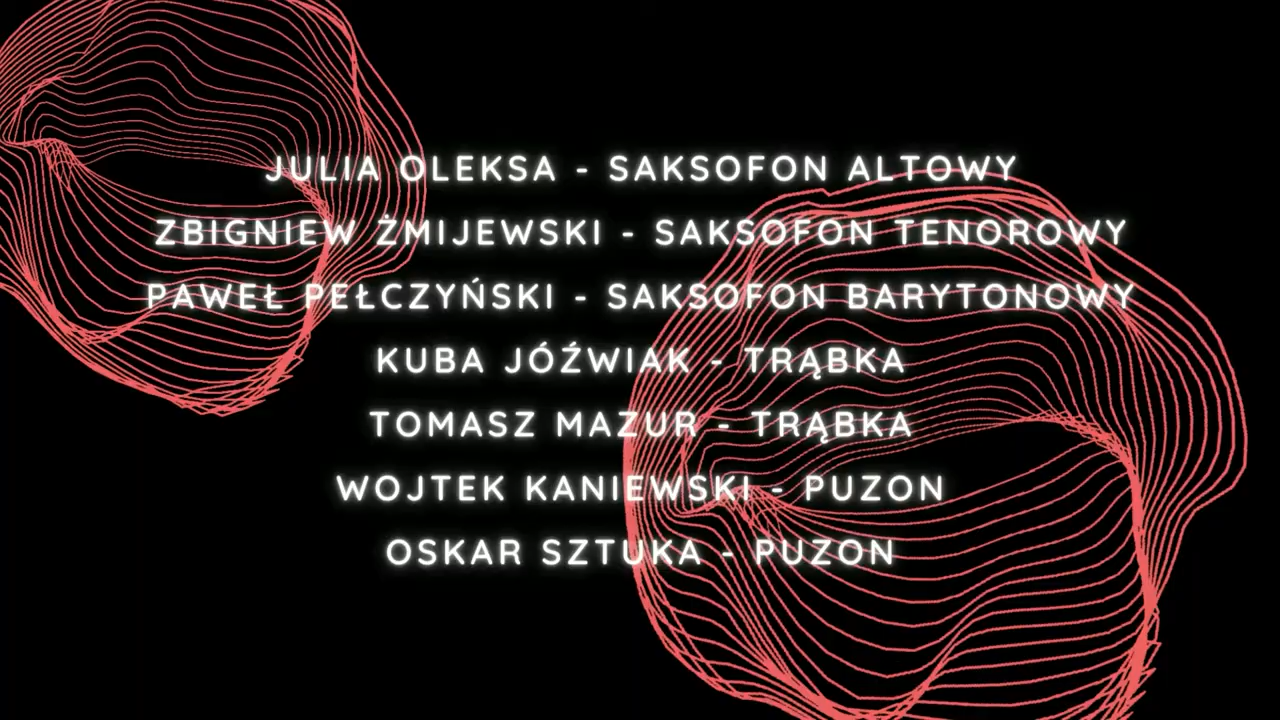 JULIA OLEKSA - SAKSOFON ALTOWY
ZBIGNIEW ŻMIJEWSKI - SAKSOFON TENOROWY
PAWEŁ PEŁCZYŃSKI - SAKSOFON BARYTONOWY
KUBA JÓŹWIAK - TRĄBKA
TOMASZ MAZUR - TRĄBKA
WOJTEK KANIEWSKI - PUZON
OSKAR SZTUKA - PUZON